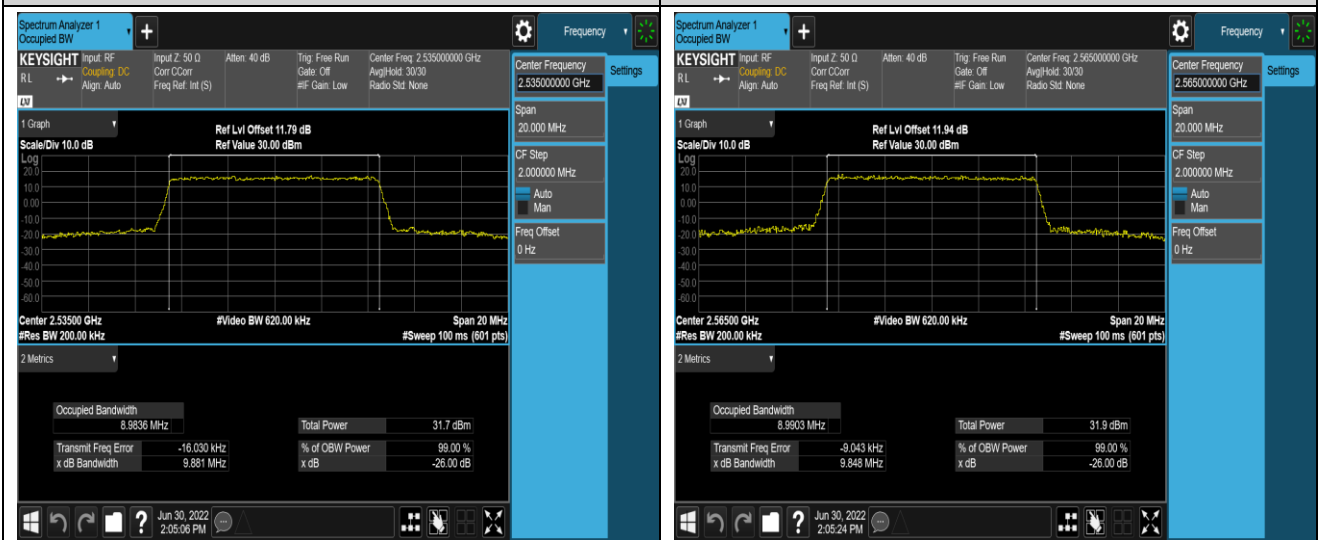 Spectrum Analyzer 1
Occupied BW
+
Frequency
KEYSIGHT Input: RF Input Z: 50 Ω Atten: 40 dB Trig: Free Run Center Freq: 2.535000000 GHz
RL Coupling: DC Corr CCorr Gate: Off Avg|Hold: 30/30
Align: Auto Freq Ref: Int (S) #IF Gain: Low Radio Std: None
LXI
Center Frequency
2.535000000 GHz
Settings
Span
20.000 MHz
CF Step
2.000000 MHz
Auto
Man
Freq Offset
0 Hz
1 Graph
Ref Lvl Offset 11.79 dB
Scale/Div 10.0 dB Ref Value 30.00 dBm
Log
20.0
10.0
0.00
-10.0
-20.0
-30.0
-40.0
-50.0
-60.0
Center 2.53500 GHz #Video BW 620.00 kHz Span 20 MHz
#Res BW 200.00 kHz #Sweep 100 ms (601 pts)
2 Metrics
Occupied Bandwidth
8.9836 MHz Total Power 31.7 dBm
Transmit Freq Error -16.030 kHz % of OBW Power 99.00 %
x dB Bandwidth 9.881 MHz x dB -26.00 dB
?
Jun 30, 2022
2:05:06 PM
Spectrum Analyzer 1
Occupied BW
+
Frequency
KEYSIGHT Input: RF Input Z: 50 Ω Atten: 40 dB Trig: Free Run Center Freq: 2.565000000 GHz
RL Coupling: DC Corr CCorr Gate: Off Avg|Hold: 30/30
Align: Auto Freq Ref: Int (S) #IF Gain: Low Radio Std: None
LXI
Center Frequency
2.565000000 GHz
Settings
Span
20.000 MHz
CF Step
2.000000 MHz
Auto
Man
Freq Offset
0 Hz
1 Graph
Ref Lvl Offset 11.94 dB
Scale/Div 10.0 dB Ref Value 30.00 dBm
Log
20.0
10.0
0.00
-10.0
-20.0
-30.0
-40.0
-50.0
-60.0
Center 2.56500 GHz #Video BW 620.00 kHz Span 20 MHz
#Res BW 200.00 kHz #Sweep 100 ms (601 pts)
2 Metrics
Occupied Bandwidth
8.9903 MHz Total Power 31.9 dBm
Transmit Freq Error -9.043 kHz % of OBW Power 99.00 %
x dB Bandwidth 9.848 MHz x dB -26.00 dB
?
Jun 30, 2022
2:05:24 PM